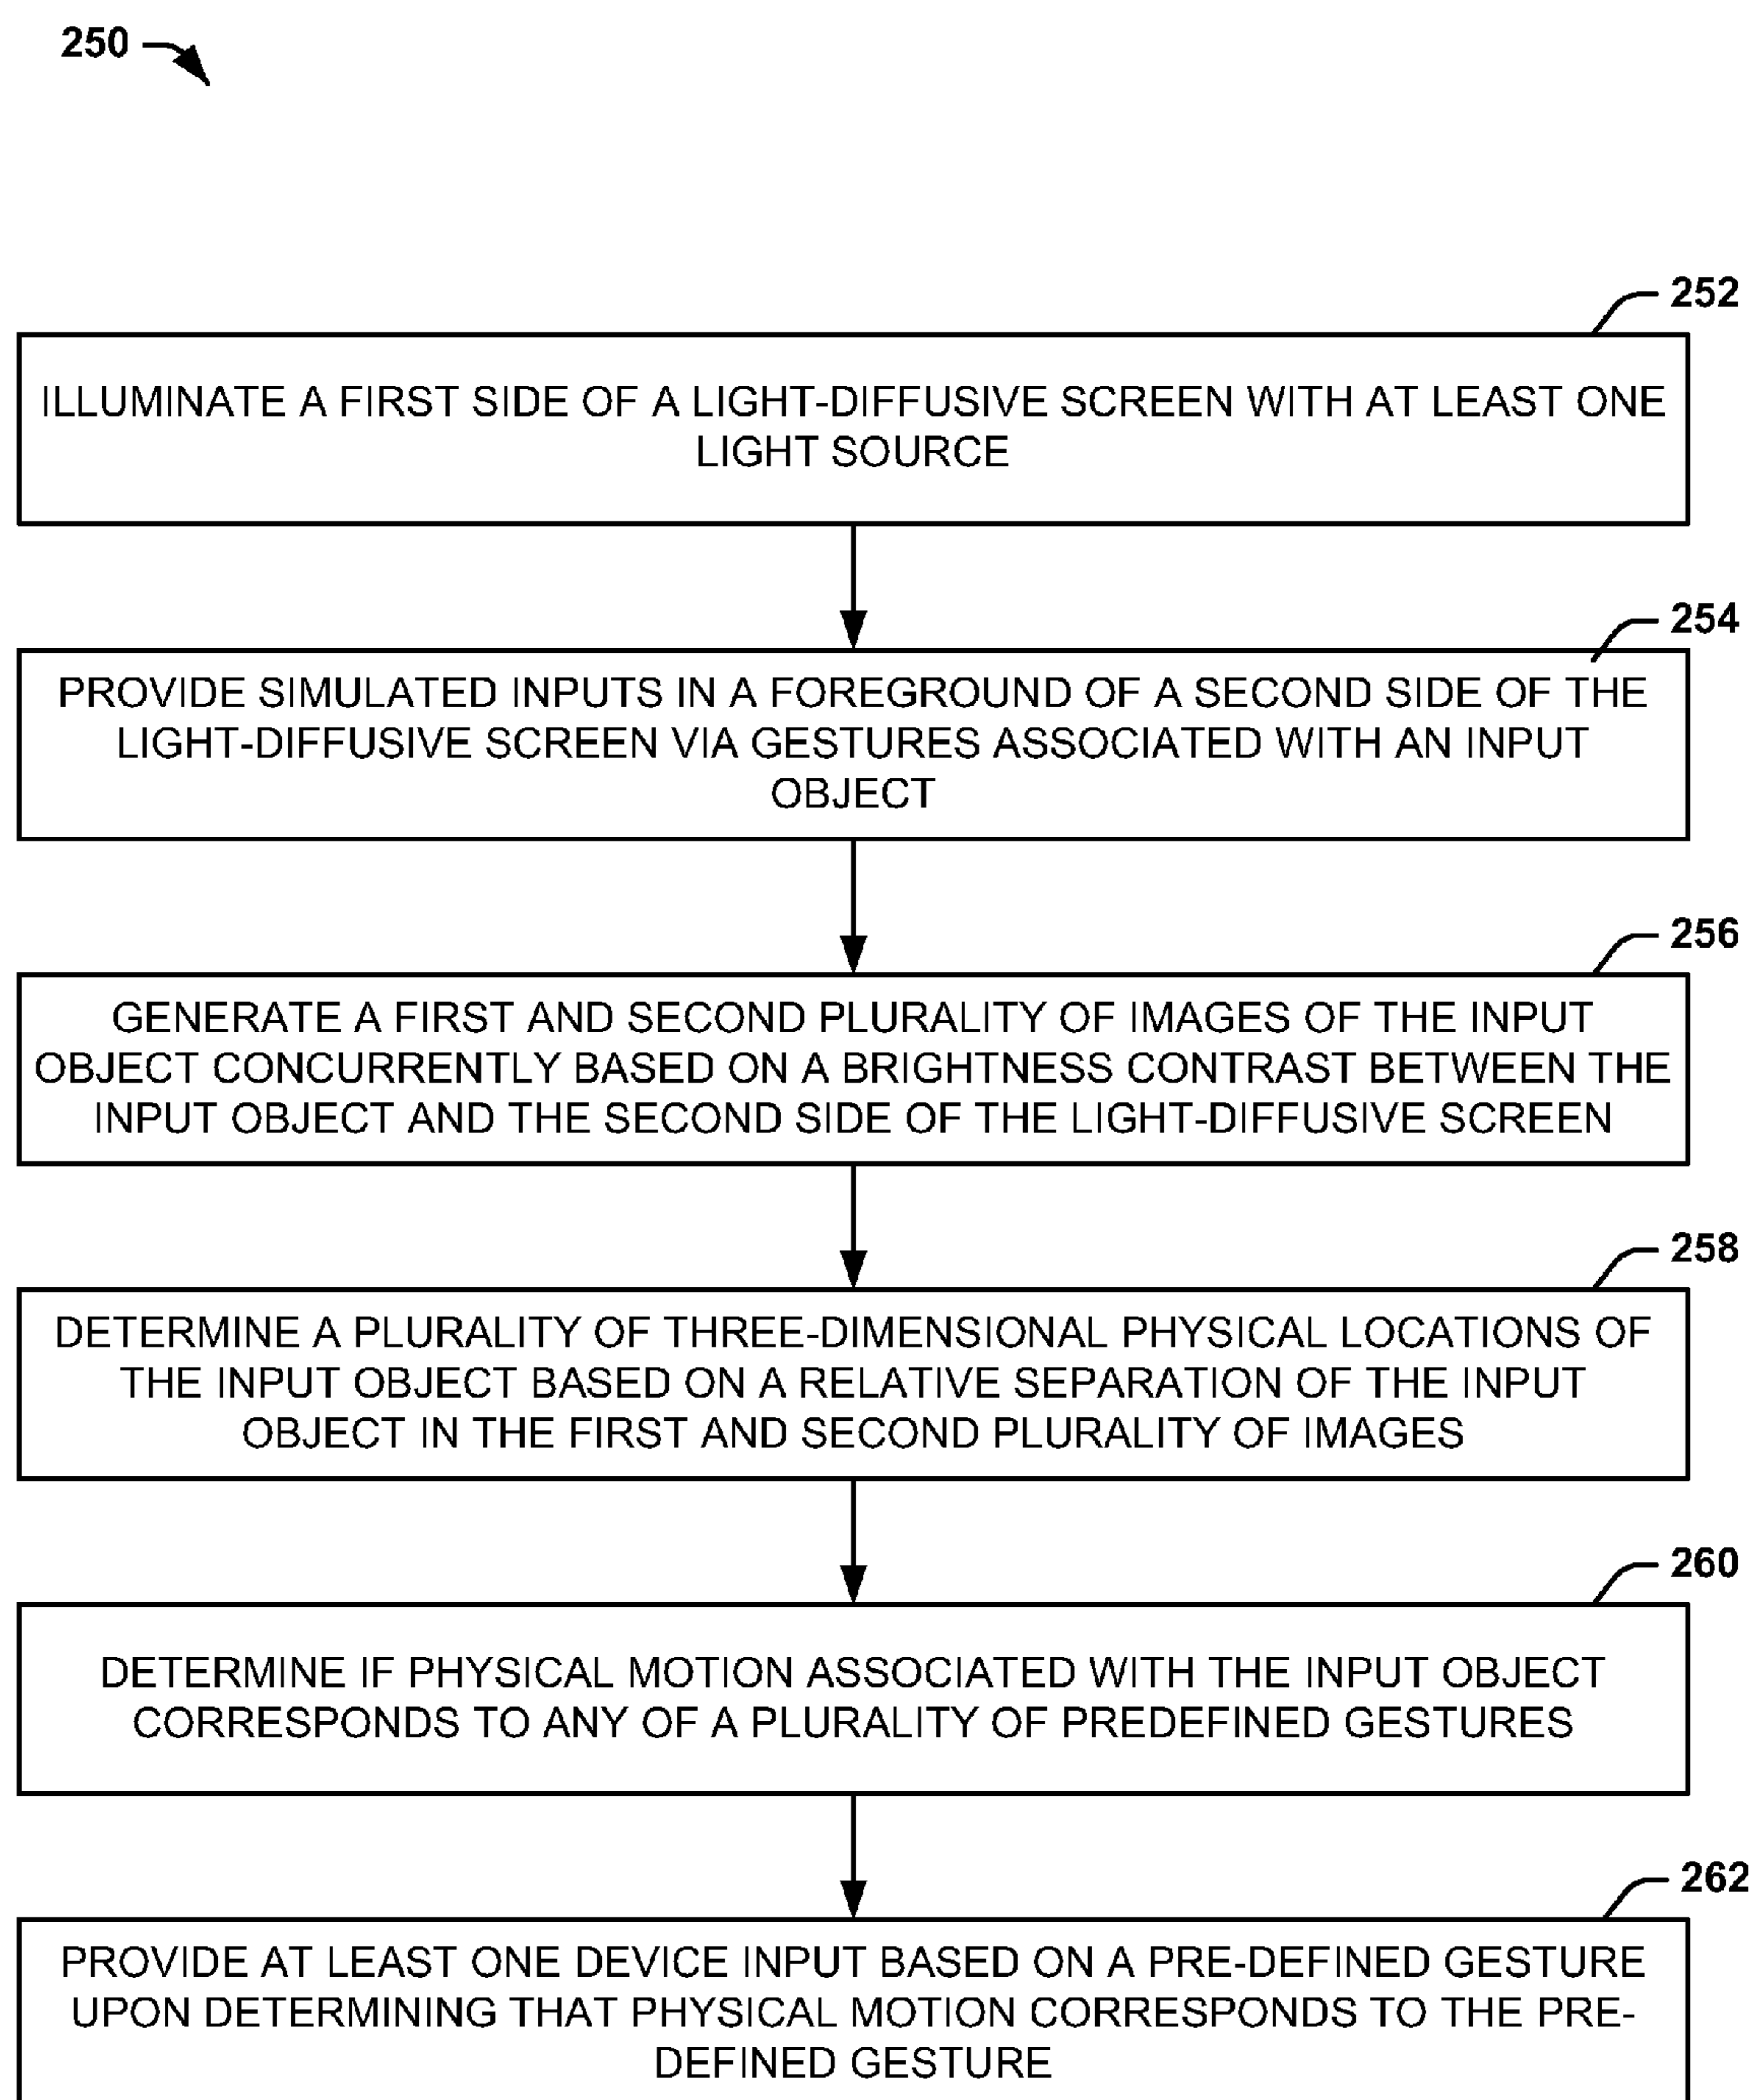 250
252
ILLUMINATE A FIRST SIDE OF A LIGHT-DIFFUSIVE SCREEN WITH AT LEAST ONE
LIGHT SOURCE
254
PROVIDE SIMULATED INPUTS IN A FOREGROUND OF A SECOND SIDE OF THE
LIGHT-DIFFUSIVE SCREEN VIA GESTURES ASSOCIATED WITH AN INPUT
OBJECT
256
GENERATE A FIRST AND SECOND PLURALITY OF IMAGES OF THE INPUT
OBJECT CONCURRENTLY BASED ON A BRIGHTNESS CONTRAST BETWEEN THE
INPUT OBJECT AND THE SECOND SIDE OF THE LIGHT-DIFFUSIVE SCREEN
258
DETERMINE A PLURALITY OF THREE-DIMENSIONAL PHYSICAL LOCATIONS OF
THE INPUT OBJECT BASED ON A RELATIVE SEPARATION OF THE INPUT
OBJECT IN THE FIRST AND SECOND PLURALITY OF IMAGES
260
DETERMINE IF PHYSICAL MOTION ASSOCIATED WITH THE INPUT OBJECT
CORRESPONDS TO ANY OF A PLURALITY OF PREDEFINED GESTURES
262
PROVIDE AT LEAST ONE DEVICE INPUT BASED ON A PRE-DEFINED GESTURE
UPON DETERMINING THAT PHYSICAL MOTION CORRESPONDS TO THE PRE-
DEFINED GESTURE